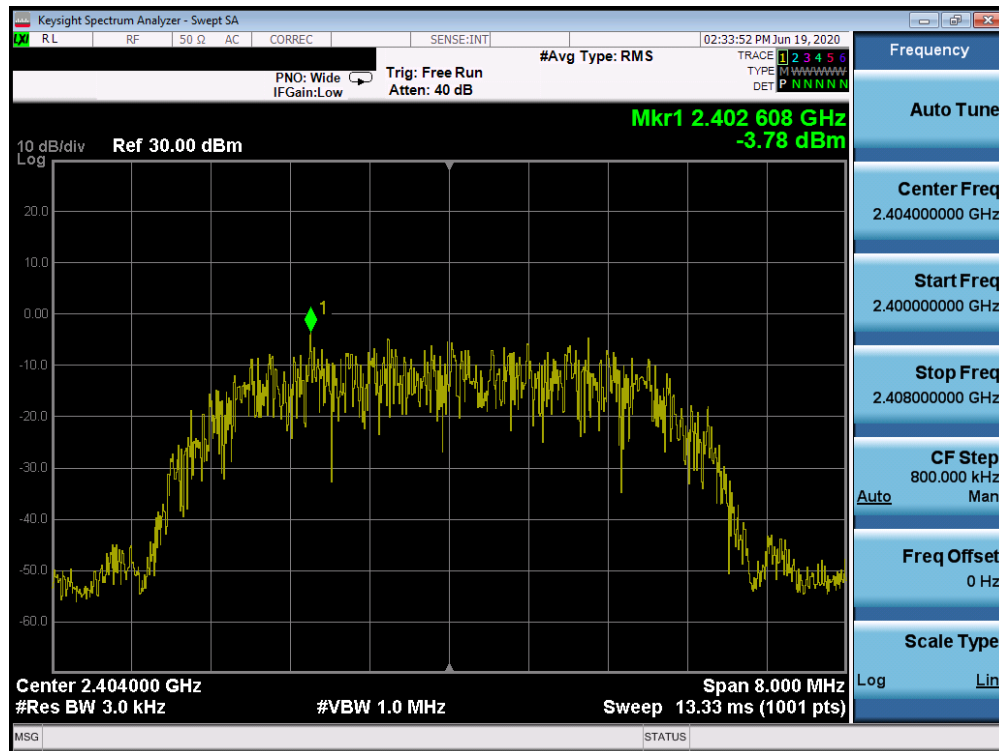 Keysight Spectrum Analyzer - Swept SA
LXI RL RF 50 Ω AC CORREC SENSE:INT 02:33:52 PM Jun 19, 2020
#Avg Type: RMS
TRACE 1 2 3 4 5 6
TYPE M WWWWW
DET P N N N N N
PNO: Wide
IFGain:Low
Trig: Free Run
Atten: 40 dB
Mkr1 2.402 608 GHz
-3.78 dBm
10 dB/div
Log
Ref 30.00 dBm
1
20.0
10.0
0.00
-10.0
-20.0
-30.0
-40.0
-50.0
-60.0
Center 2.404000 GHz
Span 8.000 MHz
#Res BW 3.0 kHz
#VBW 1.0 MHz
Sweep 13.33 ms (1001 pts)
MSG
STATUS
Frequency
Auto Tune
Center Freq
2.404000000 GHz
Start Freq
2.400000000 GHz
Stop Freq
2.408000000 GHz
CF Step
800.000 kHz
Auto Man
Freq Offset
0 Hz
Scale Type
Log Lin